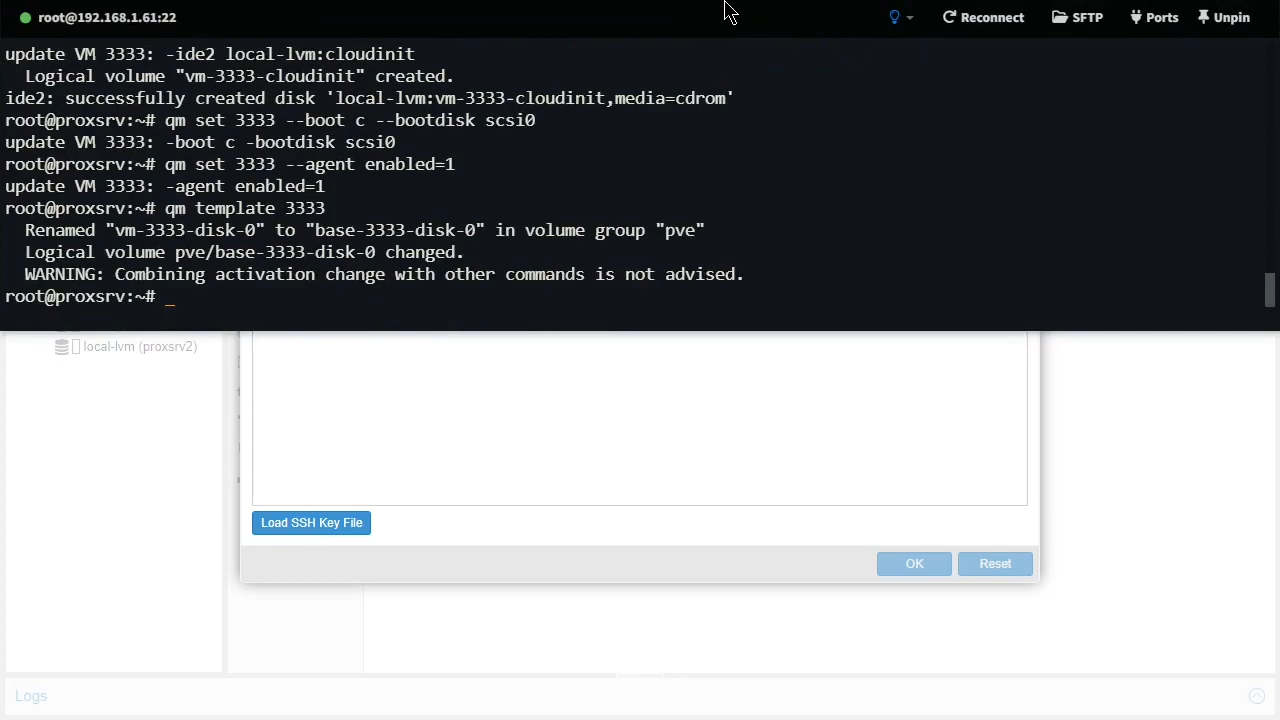 root@192.168.1.61:22
Reconnect SFTP Ports Unpin
update VM 3333: -ide2 local-lvm:cloudinit
  Logical volume "vm-3333-cloudinit" created.
ide2: successfully created disk 'local-lvm:vm-3333-cloudinit,media=cdrom'
root@proxsrv:~# qm set 3333 --boot c --bootdisk scsi0
update VM 3333: -boot c -bootdisk scsi0
root@proxsrv:~# qm set 3333 --agent enabled=1
update VM 3333: -agent enabled=1
root@proxsrv:~# qm template 3333
  Renamed "vm-3333-disk-0" to "base-3333-disk-0" in volume group "pve"
  Logical volume pve/base-3333-disk-0 changed.
  WARNING: Combining activation change with other commands is not advised.
root@proxsrv:~# _
local-lvm (proxsrv2)
Load SSH Key File
OK Reset
Logs